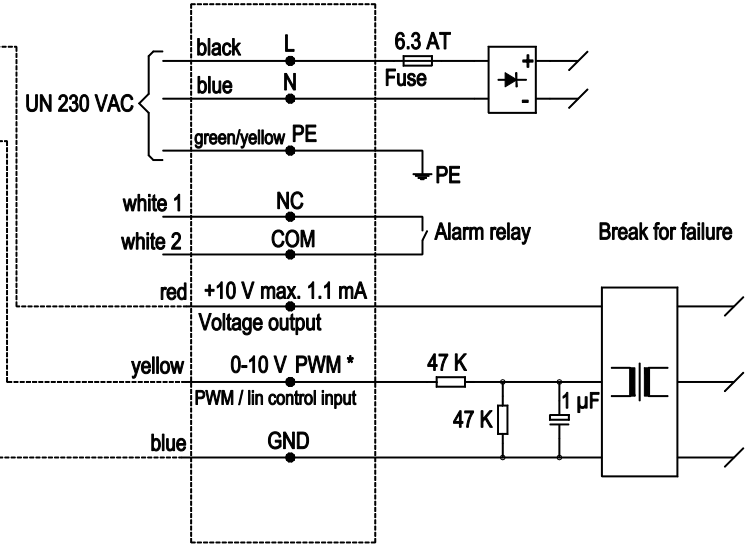 black L 6.3 AT
+
UN 230 VAC blue N Fuse
-
green/yellow PE
PE
white 1 NC
Alarm relay Break for failure
white 2 COM
red +10 V max. 1.1 mA
Voltage output
yellow 0-10 V PWM * 47 K
PWM / lin control input
47 K 1 µF
blue GND